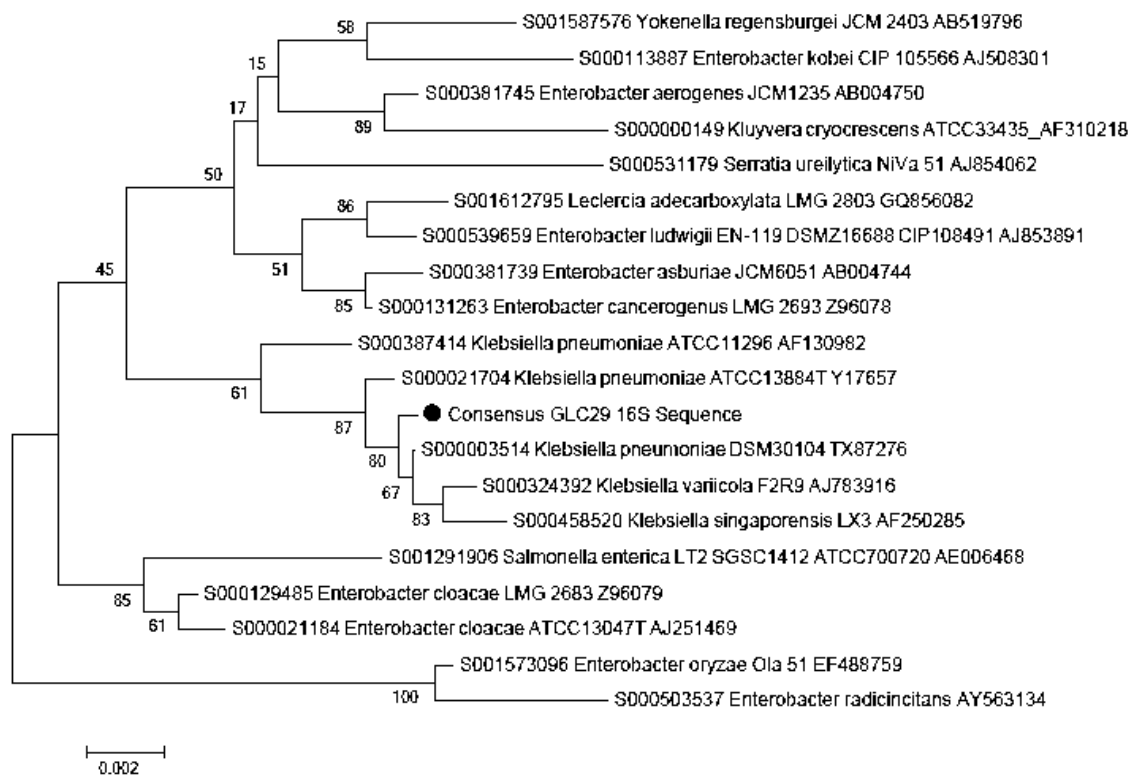 58
S001587576 Yokenella regensburgei JCM 2403 AB519796
S000113887 Enterobacter kobei CIP 105566 AJ508301
15
S000381745 Enterobacter aerogenes JCM1235 AB004750
17
89
S000000149 Kluyvera cryocrescens ATCC33435_AF310218
S000531179 Serratia ureilytica NiVa 51 AJ854062
50
86
S001612795 Leclercia adecarboxylata LMG 2803 GQ856082
S000539659 Enterobacter ludwigii EN-119 DSMZ16688 CIP108491 AJ853891
45
51
S000381739 Enterobacter asburiae JCM6051 AB004744
85
S000131263 Enterobacter cancerogenus LMG 2693 Z96078
S000387414 Klebsiella pneumoniae ATCC11296 AF130982
61
S000021704 Klebsiella pneumoniae ATCC13884T Y17657
87
Consensus GLC29 16S Sequence
80
S000003514 Klebsiella pneumoniae DSM30104 TX87276
67
S000324392 Klebsiella variicola F2R9 AJ783916
83
S000458520 Klebsiella singaporensis LX3 AF250285
S001291906 Salmonella enterica LT2 SGSC1412 ATCC700720 AE006468
85
S000129485 Enterobacter cloacae LMG 2683 Z96079
61
S000021184 Enterobacter cloacae ATCC13047T AJ251469
S001573096 Enterobacter oryzae Ola 51 EF488759
100
S000503537 Enterobacter radicincitans AY563134
0.002